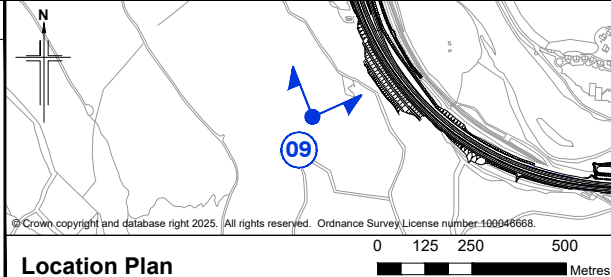 N
09
© Crown copyright and database right 2025. All rights reserved. Ordnance Survey License number 100046668.
Location Plan
0 125 250 500
Metres